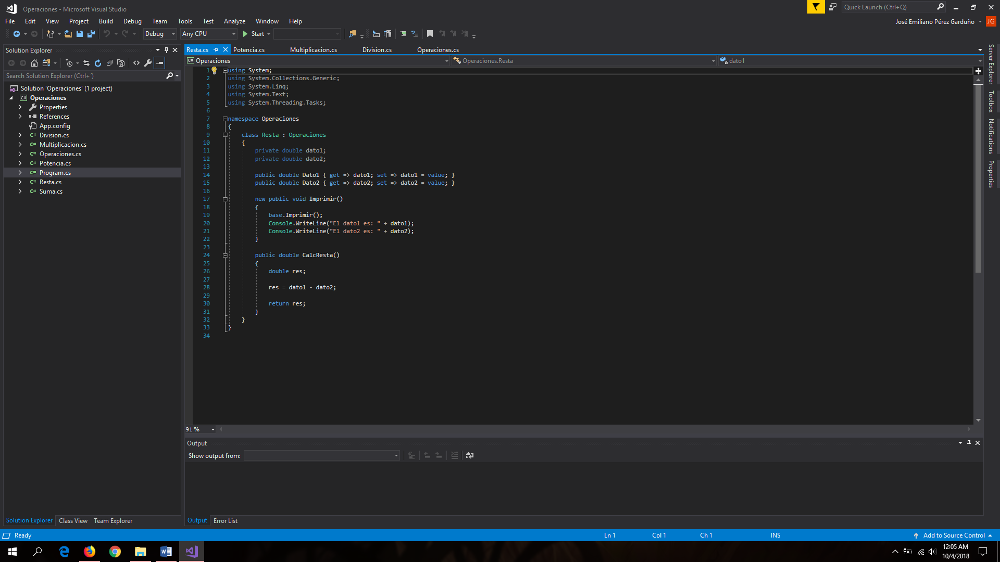 Operaciones - Microsoft Visual Studio
Quick Launch (Ctrl+Q)
File Edit View Project Build Debug Team Tools Test Analyze Window Help
José Emiliano Pérez Garduño JG
Debug Any CPU Start
Solution Explorer
Search Solution Explorer (Ctrl+´)
Solution 'Operaciones' (1 project)
C# Operaciones
Properties
References
App.config
C# Division.cs
C# Multiplicacion.cs
C# Operaciones.cs
C# Potencia.cs
C# Program.cs
C# Resta.cs
C# Suma.cs
Solution Explorer Class View Team Explorer
Resta.cs Potencia.cs Multiplicacion.cs Division.cs Operaciones.cs
C# Operaciones Operaciones.Resta dato1
1 using System;
2 using System.Collections.Generic;
3 using System.Linq;
4 using System.Text;
5 using System.Threading.Tasks;
6
7 namespace Operaciones
8 {
9 class Resta : Operaciones
10 {
11 private double dato1;
12 private double dato2;
13
14 public double Dato1 { get => dato1; set => dato1 = value; }
15 public double Dato2 { get => dato2; set => dato2 = value; }
16
17 new public void Imprimir()
18 {
19 base.Imprimir();
20 Console.WriteLine("El dato1 es: " + dato1);
21 Console.WriteLine("El dato2 es: " + dato2);
22 }
23
24 public double CalcResta()
25 {
26 double res;
27
28 res = dato1 - dato2;
29
30 return res;
31 }
32 }
33 }
34
91 %
Output
Show output from:
Output Error List
Server Explorer
Toolbox
Notifications
Properties
Ready Ln 1 Col 1 Ch 1 INS Add to Source Control
12:05 AM
10/4/2018